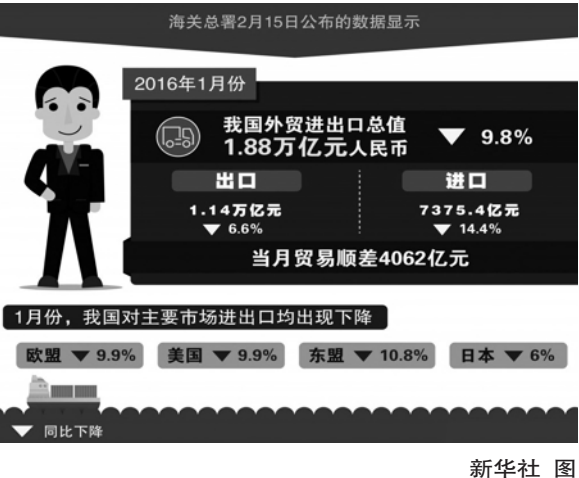 海关总署2月15日公布的数据显示
2016年1月份
我国外贸进出口总值
1.88万亿元人民币
▼ 9.8%
出口
进口
1.14万亿元
7375.4亿元
▼ 6.6%
▼ 14.4%
当月贸易顺差4062亿元
1月份，我国对主要市场进出口均出现下降
欧盟 ▼ 9.9%
美国 ▼ 9.9%
东盟 ▼ 10.8%
日本 ▼ 6%
▼ 同比下降
新华社 图